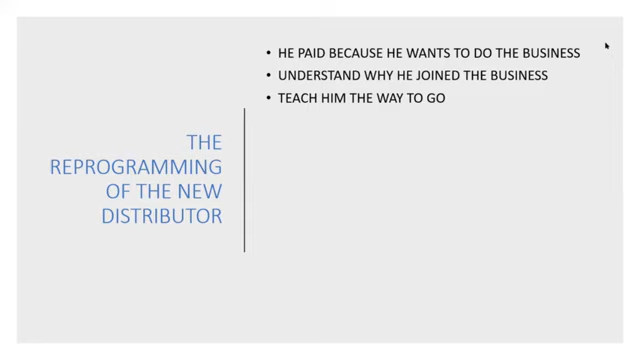 THE
REPROGRAMMING
OF THE NEW
DISTRIBUTOR
• HE PAID BECAUSE HE WANTS TO DO THE BUSINESS
• UNDERSTAND WHY HE JOINED THE BUSINESS
• TEACH HIM THE WAY TO GO